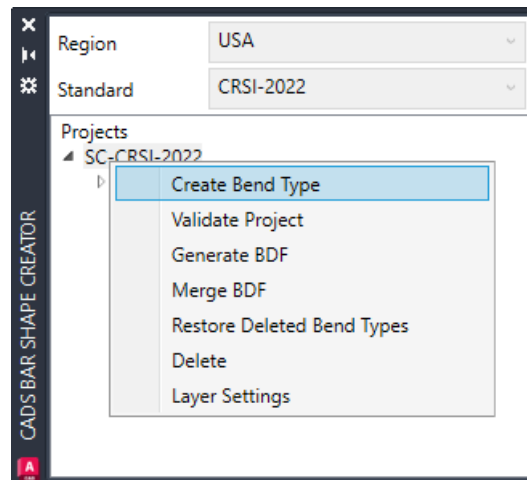 Region USA
Standard CRSI-2022
Projects
SC-CRSI-2022
Create Bend Type
Validate Project
Generate BDF
Merge BDF
Restore Deleted Bend Types
Delete
Layer Settings
CADS BAR SHAPE CREATOR
A